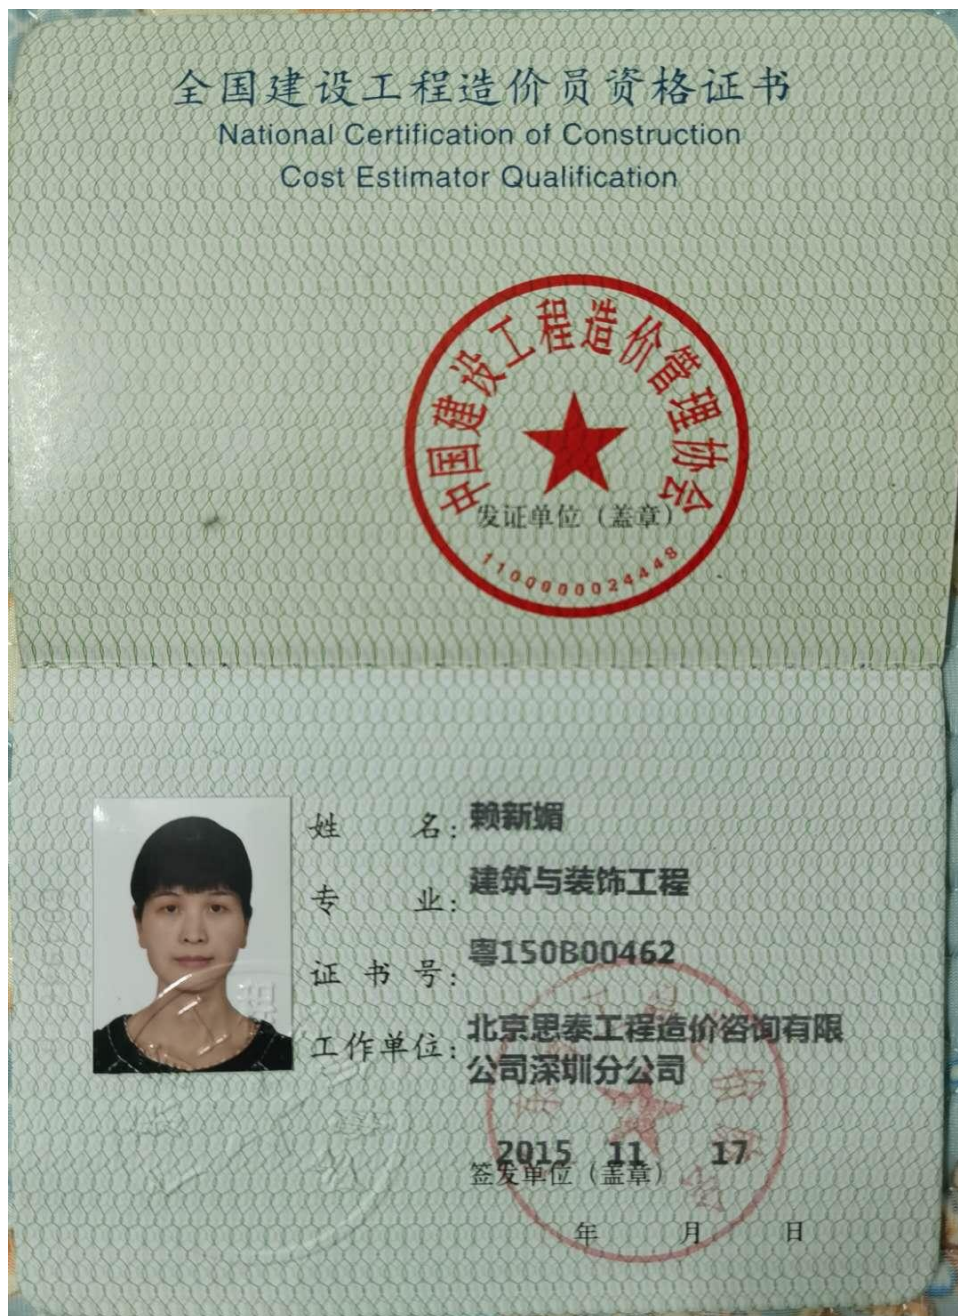 全国建设工程造价员资格证书
National Certification of Construction
Cost Estimator Qualification
中国建设工程造价管理协会
发证单位（盖章）
1100000024448
姓 名：赖新媚
专 业：建筑与装饰工程
证 书 号：粤150B00462
工作单位：北京思泰工程造价咨询有限
公司深圳分公司
2015 11 17
签发单位（盖章）
年 月 日